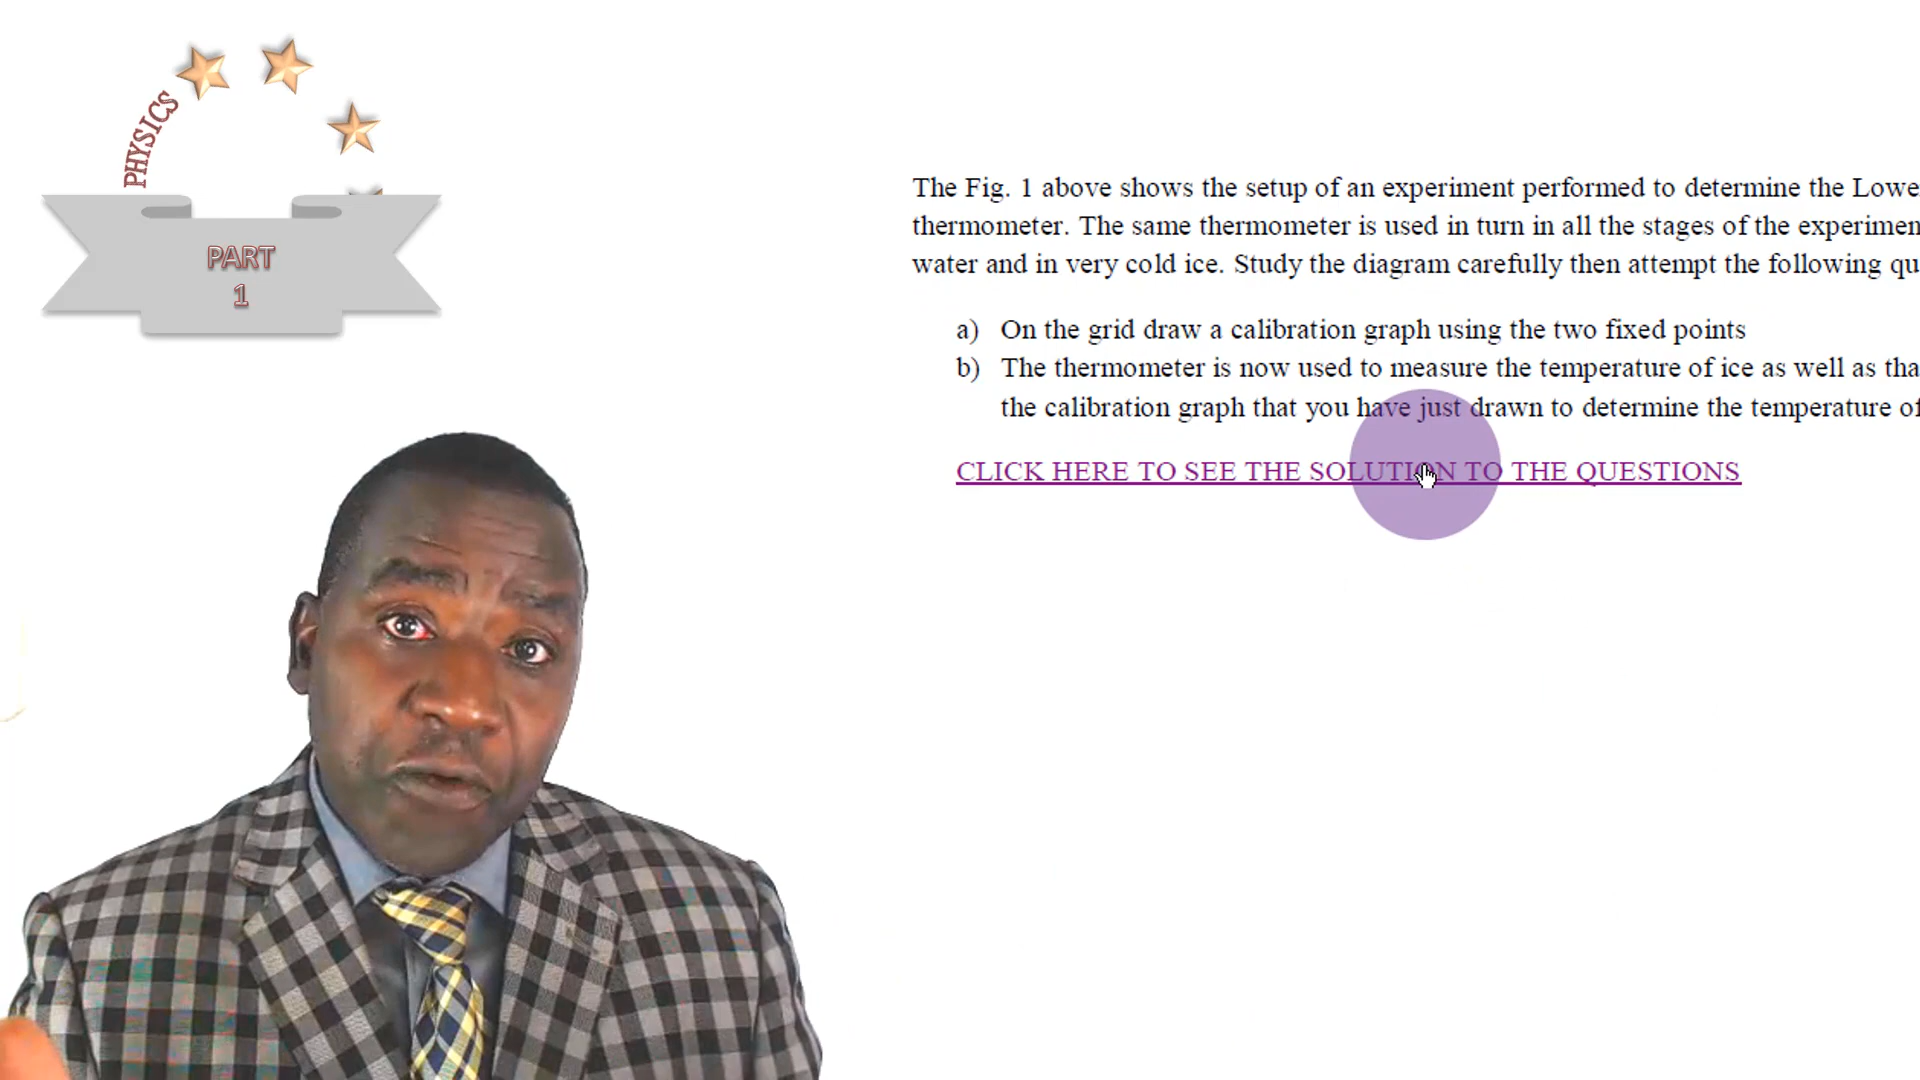 PHYSICS
PART
1
The Fig. 1 above shows the setup of an experiment performed to determine the Lowe
thermometer. The same thermometer is used in turn in all the stages of the experimen
water and in very cold ice. Study the diagram carefully then attempt the following qu
a) On the grid draw a calibration graph using the two fixed points
b) The thermometer is now used to measure the temperature of ice as well as tha
the calibration graph that you have just drawn to determine the temperature of
CLICK HERE TO SEE THE SOLUTION TO THE QUESTIONS